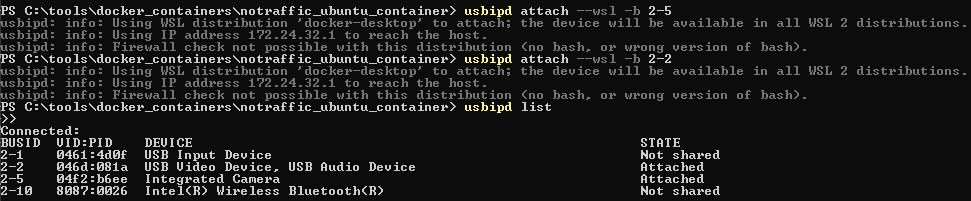 PS C:\tools\docker_containers\notraffic_ubuntu_container> usbipd attach --wsl -b 2-5
usbipd: info: Using WSL distribution 'docker-desktop' to attach; the device will be available in all WSL 2 distributions.
usbipd: info: Using IP address 172.24.32.1 to reach the host.
usbipd: info: Firewall check not possible with this distribution (no bash, or wrong version of bash).
PS C:\tools\docker_containers\notraffic_ubuntu_container> usbipd attach --wsl -b 2-2
usbipd: info: Using WSL distribution 'docker-desktop' to attach; the device will be available in all WSL 2 distributions.
usbipd: info: Using IP address 172.24.32.1 to reach the host.
usbipd: info: Firewall check not possible with this distribution (no bash, or wrong version of bash).
PS C:\tools\docker_containers\notraffic_ubuntu_container> usbipd list
>>
Connected:
BUSID  VID:PID    DEVICE                                                        STATE
2-1    0461:4d0f  USB Input Device                                              Not shared
2-2    046d:081a  USB Video Device, USB Audio Device                            Attached
2-5    04f2:b6ee  Integrated Camera                                             Attached
2-10   8087:0026  Intel(R) Wireless Bluetooth(R)                                Not shared